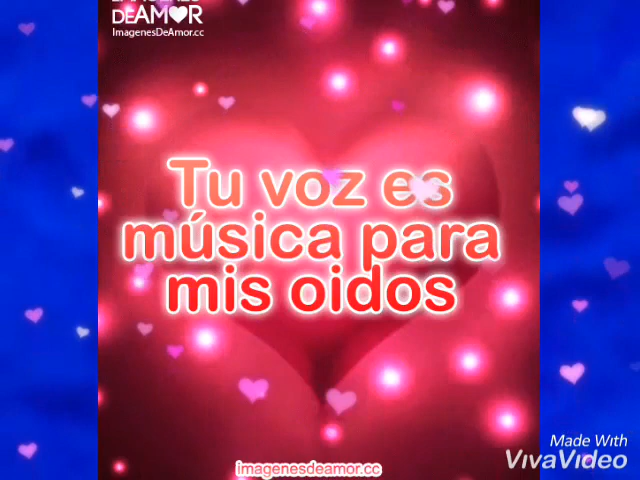 DEAMOR
ImagenesDeAmor.cc
Tu voz es
música para
mis oidos
imagenesdeamor.cc
Made With
VivaVideo